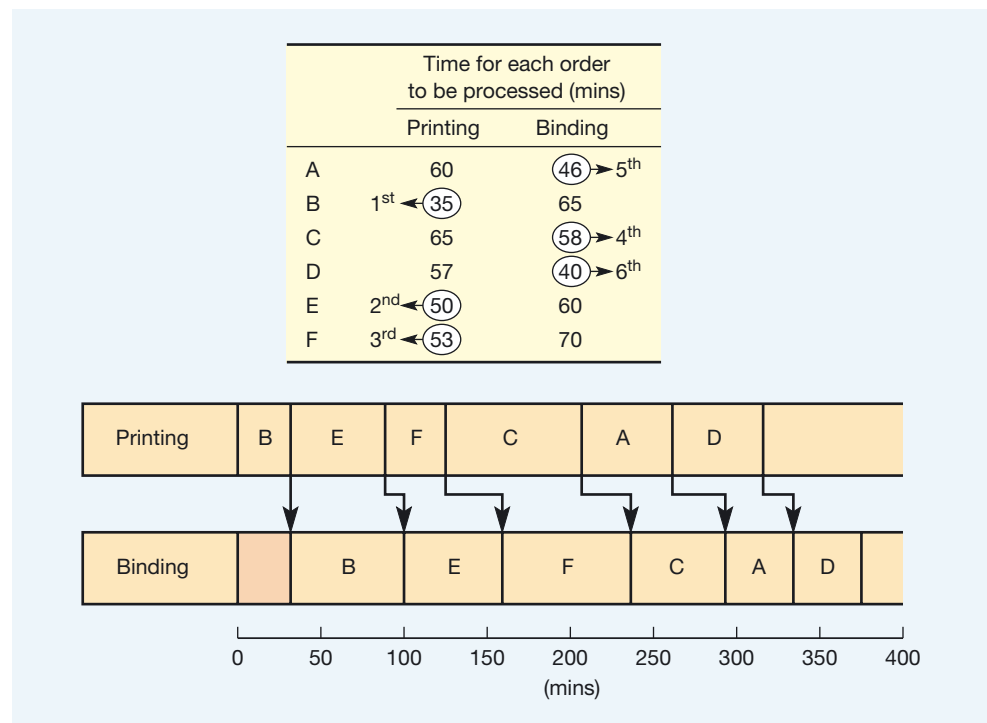 Time for each order
to be processed (mins)
Printing Binding
A 60 46 5th
B 1st 35 65
C 65 58 4th
D 57 40 6th
E 2nd 50 60
F 3rd 53 70
Printing B E F C A D
Binding B E F C A D
0 50 100 150 200 250 300 350 400
(mins)